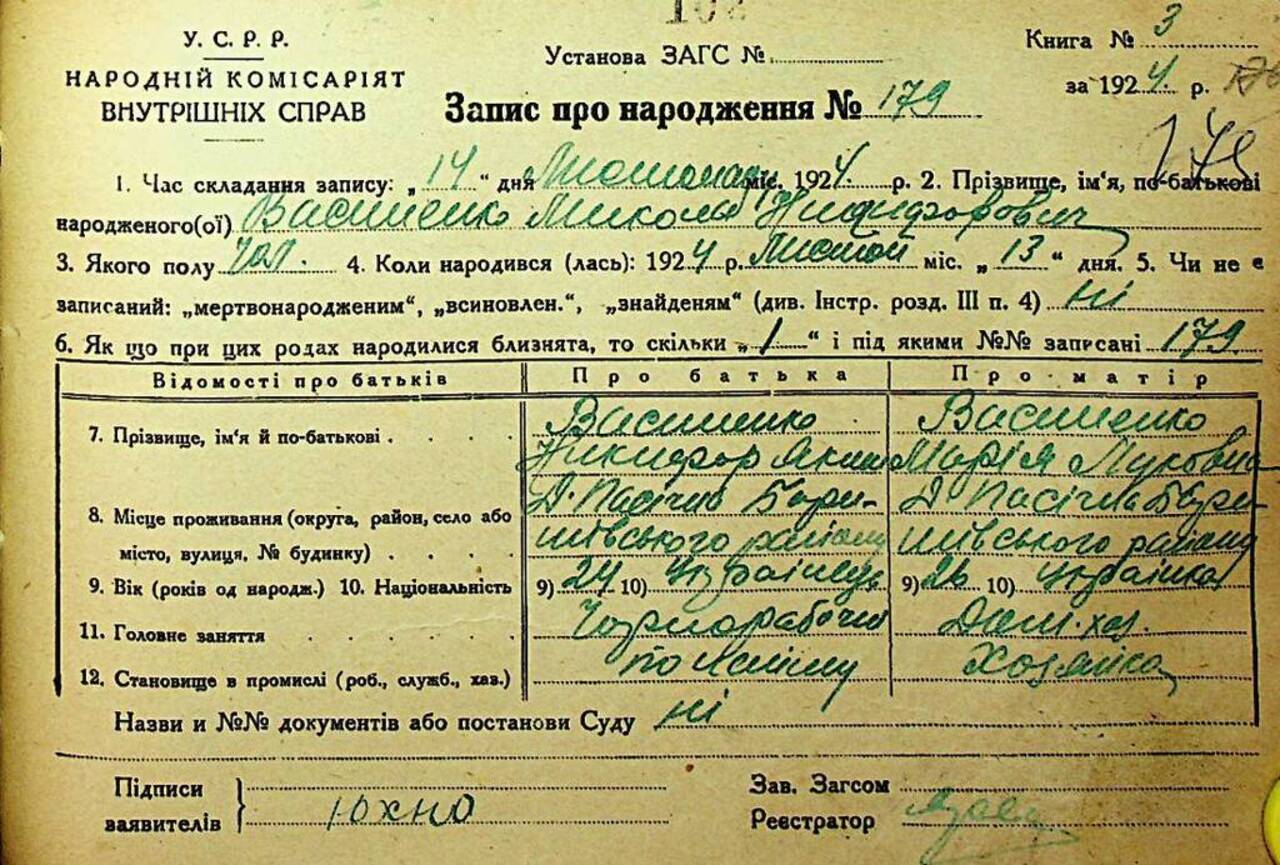 У. С. Р. Р.
НАРОДНІЙ КОМІСАРІЯТ
ВНУТРІШНІХ СПРАВ
Установа ЗАГС №
Книга № 3
за 1924 р.
Запис про народження № 179
179
1. Час складання запису: „14“ дня Листопада міс. 1924 р. 2. Прізвище, ім'я, по-батькові
народженого(ої) Василенко Микола Никифорович
3. Якого полу чол. 4. Коли народився (лась): 1924 р. Листоп міс. „13“ дня. 5. Чи не є
записаний: „мертвонародженим“, „всиновлен.“, „знайденям“ (див. Інстр. розд. III п. 4) ні
6. Як що при цих родах народилися близнята, то скільки „1“ і під якими №№ записані 179
Відомості про батьків Про батька Про матір
7. Прізвище, ім'я й по-батькові . . . . Василенко Василенко
Никифор Яким Марія Луковна
8. Місце проживання (округа, район, село або Д. Пасічна Бари- Д. Пасічна Бари-
місто, вулиця, № будинку) . . . . шівського району шівського району
9. Вік (років од народж.) 10. Національність 9) 24 10) Українець 9) 26 10) Українка
11. Головне заняття . . . . . . Чорнорабочий Дом. хоз.
12. Становище в промислі (роб., служб., хаз.) по Хозяйка
Назви и №№ документів або постанови Суду ні
Підписи
заявителів Юхно
Зав. Загсом
Реєстратор